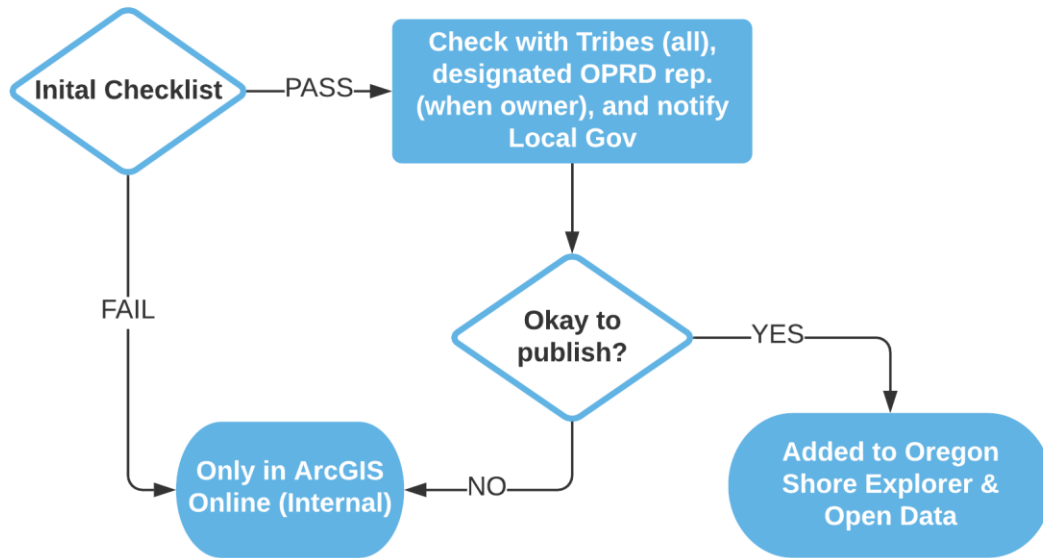 Inital Checklist
PASS
Check with Tribes (all),
designated OPRD rep.
(when owner), and notify
Local Gov
FAIL
Okay to
publish?
YES
NO
Only in ArcGIS
Online (Internal)
Added to Oregon
Shore Explorer &
Open Data